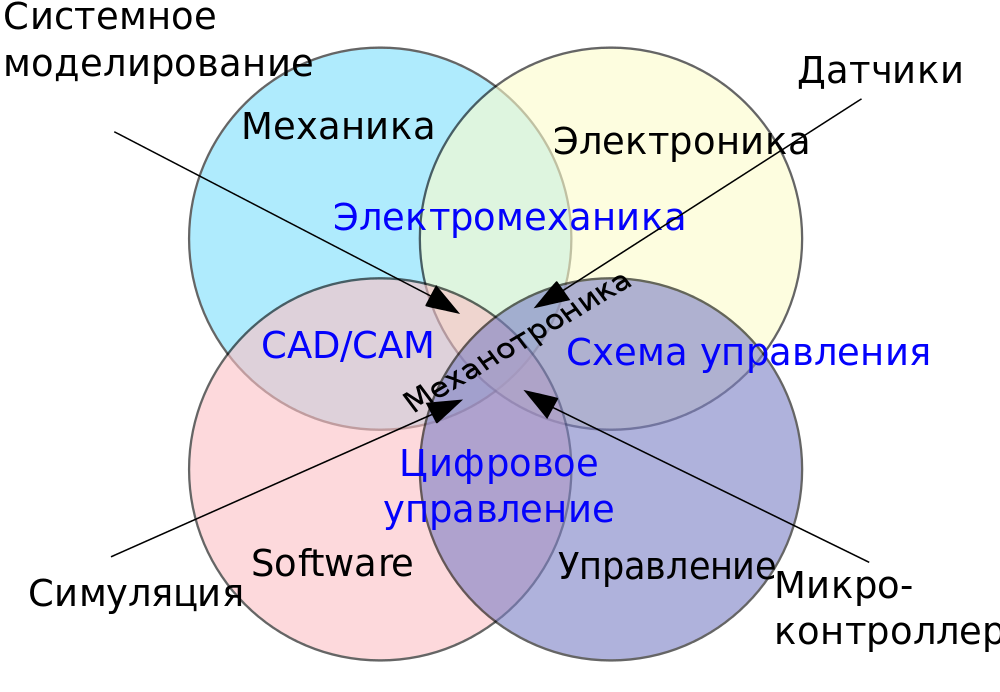 Системное
моделирование
Датчики
Механика
Электроника
Электромеханика
Механотроника
CAD/CAM
Схема управления
Цифровое
управление
Software
Управление
Симуляция
Микро-
контроллер